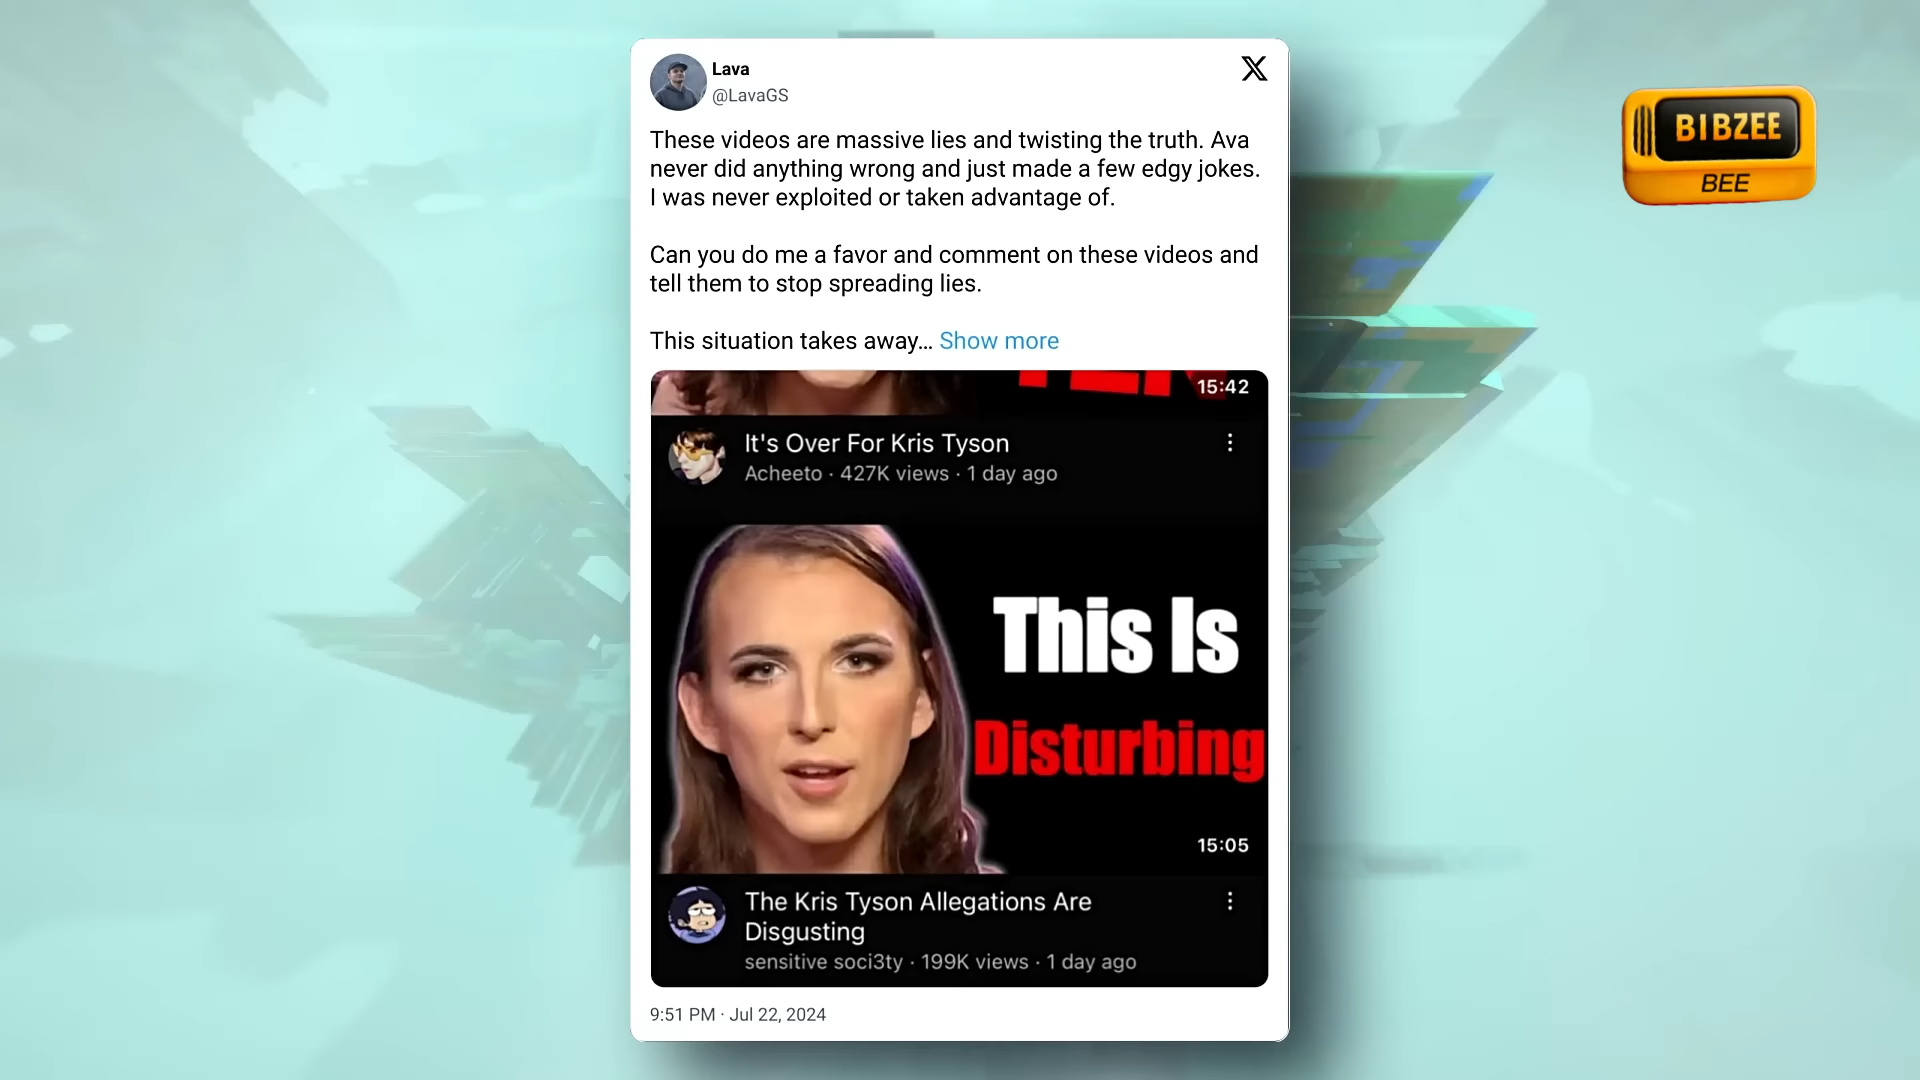 Lava
@LavaGS
BIBZEE
BEE
These videos are massive lies and twisting the truth. Ava
never did anything wrong and just made a few edgy jokes.
I was never exploited or taken advantage of.
Can you do me a favor and comment on these videos and
tell them to stop spreading lies.
This situation takes away... Show more
15:42
It's Over For Kris Tyson
Acheeto · 427K views · 1 day ago
This Is
Disturbing
15:05
The Kris Tyson Allegations Are
Disgusting
sensitive soci3ty · 199K views · 1 day ago
9:51 PM · Jul 22, 2024